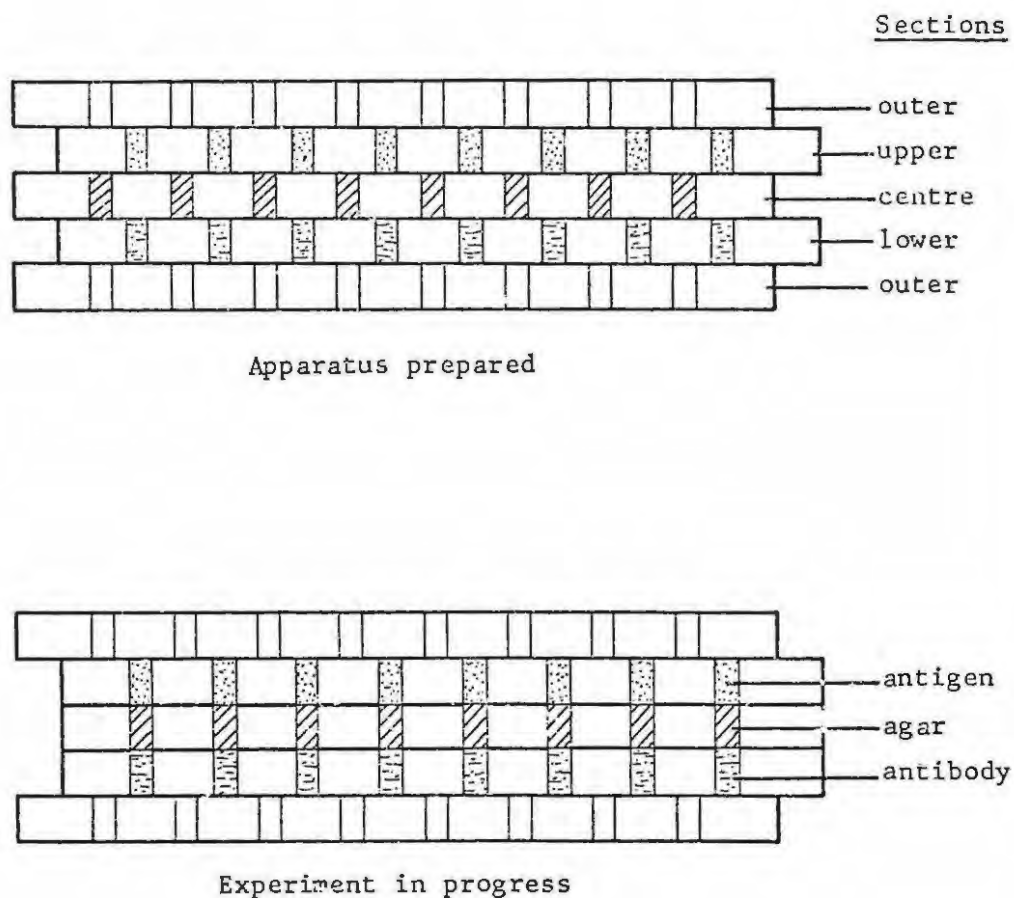 Sections
outer
upper
centre
lower
outer
Apparatus prepared
antigen
agar
antibody
Experiment in progress